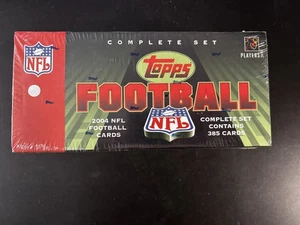 COMPLETE SET
NFL
Topps
PLAYERS
FOOTBALL
NFL
2004 NFL
FOOTBALL
CARDS
COMPLETE SET
CONTAINS
385 CARDS